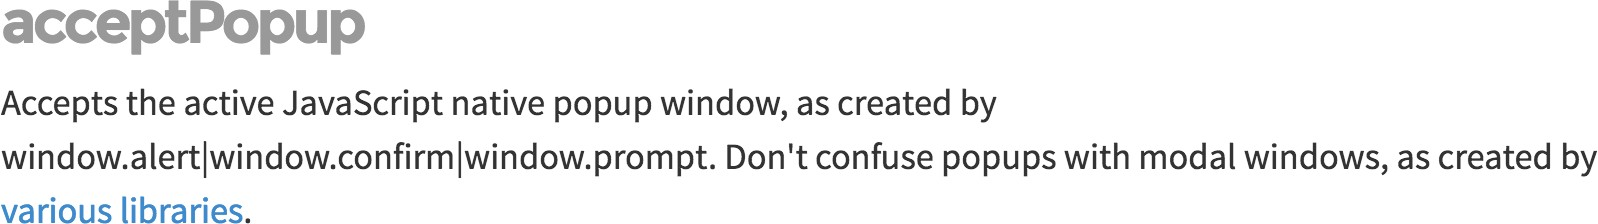 acceptPopup
Accepts the active JavaScript native popup window, as created by
window.alert|window.confirm|window.prompt. Don't confuse popups with modal windows, as created by
various libraries.